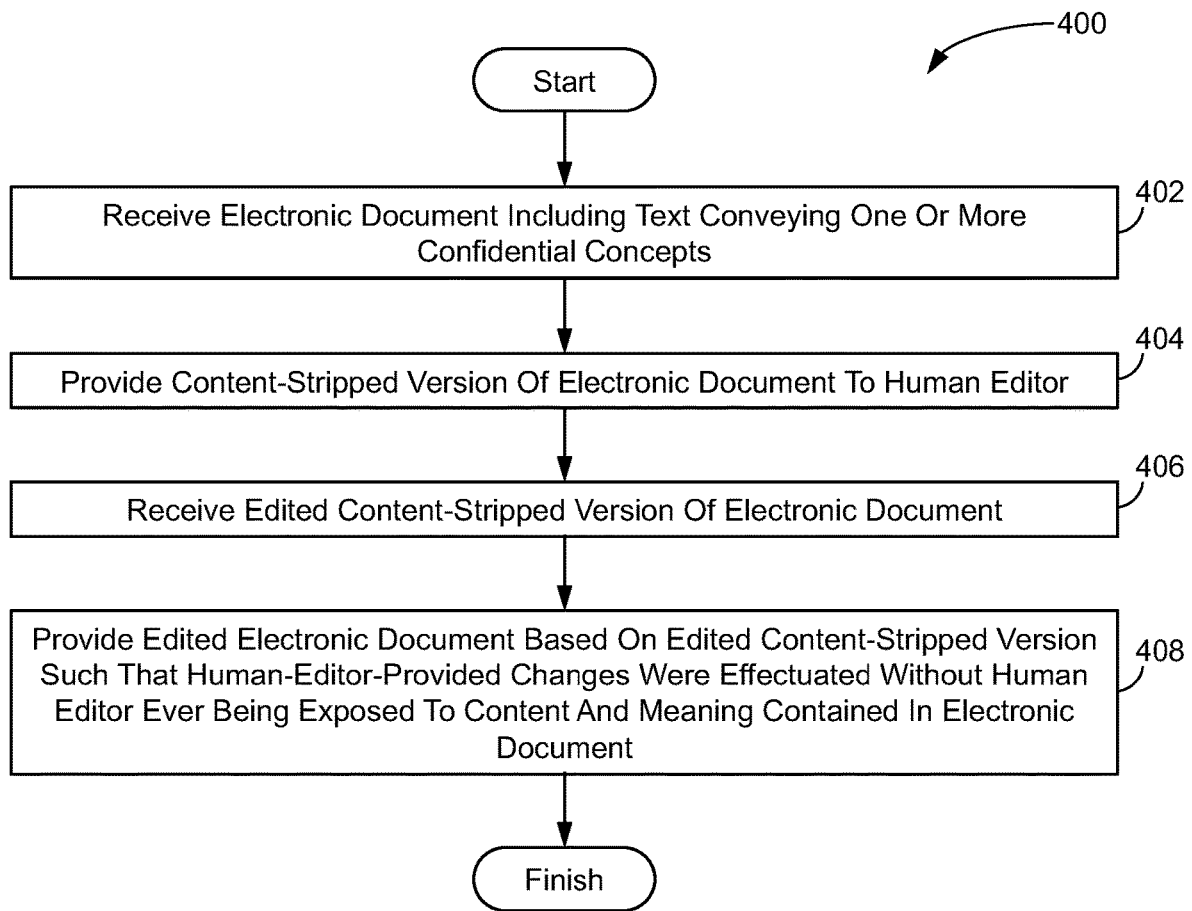 400
Start
402
Receive Electronic Document Including Text Conveying One Or More
Confidential Concepts
404
Provide Content-Stripped Version Of Electronic Document To Human Editor
406
Receive Edited Content-Stripped Version Of Electronic Document
Provide Edited Electronic Document Based On Edited Content-Stripped Version
408
Such That Human-Editor-Provided Changes Were Effectuated Without Human
Editor Ever Being Exposed To Content And Meaning Contained In Electronic
Document
Finish